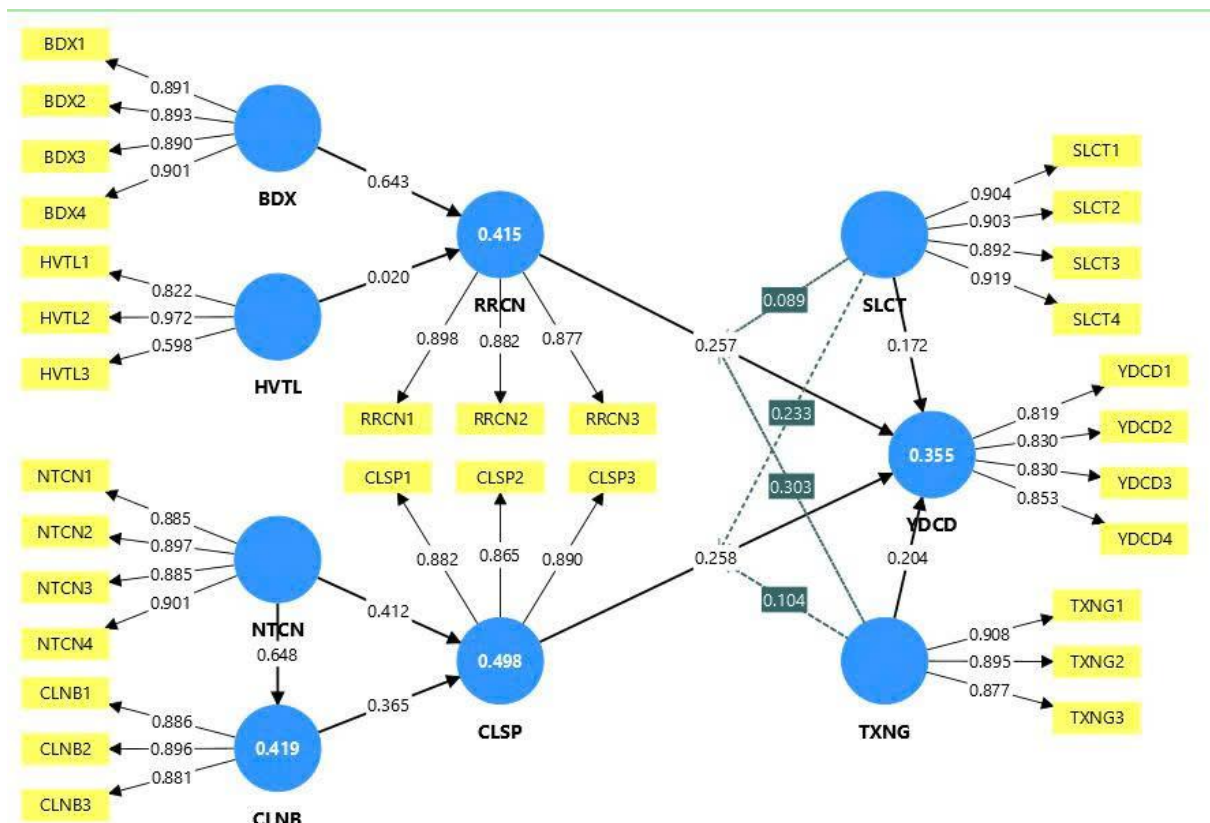 BDX1
BDX2
BDX3
BDX4
0.891
0.893
0.890
0.901
BDX
0.643
HVTL1
HVTL2
HVTL3
0.822
0.972
0.598
HVTL
0.020
0.415
RRCN
0.898
0.882
0.877
RRCN1
RRCN2
RRCN3
NTCN1
NTCN2
NTCN3
NTCN4
0.885
0.897
0.885
0.901
NTCN
0.648
0.412
CLNB1
CLNB2
CLNB3
0.886
0.896
0.881
0.419
CLNB
0.365
CLSP1
CLSP2
CLSP3
0.882
0.865
0.890
0.498
CLSP
0.257
0.258
0.089
0.233
0.303
0.104
SLCT
0.172
0.904
0.903
0.892
0.919
SLCT1
SLCT2
SLCT3
SLCT4
0.355
YDCD
0.819
0.830
0.830
0.853
YDCD1
YDCD2
YDCD3
YDCD4
0.204
TXNG
0.908
0.895
0.877
TXNG1
TXNG2
TXNG3